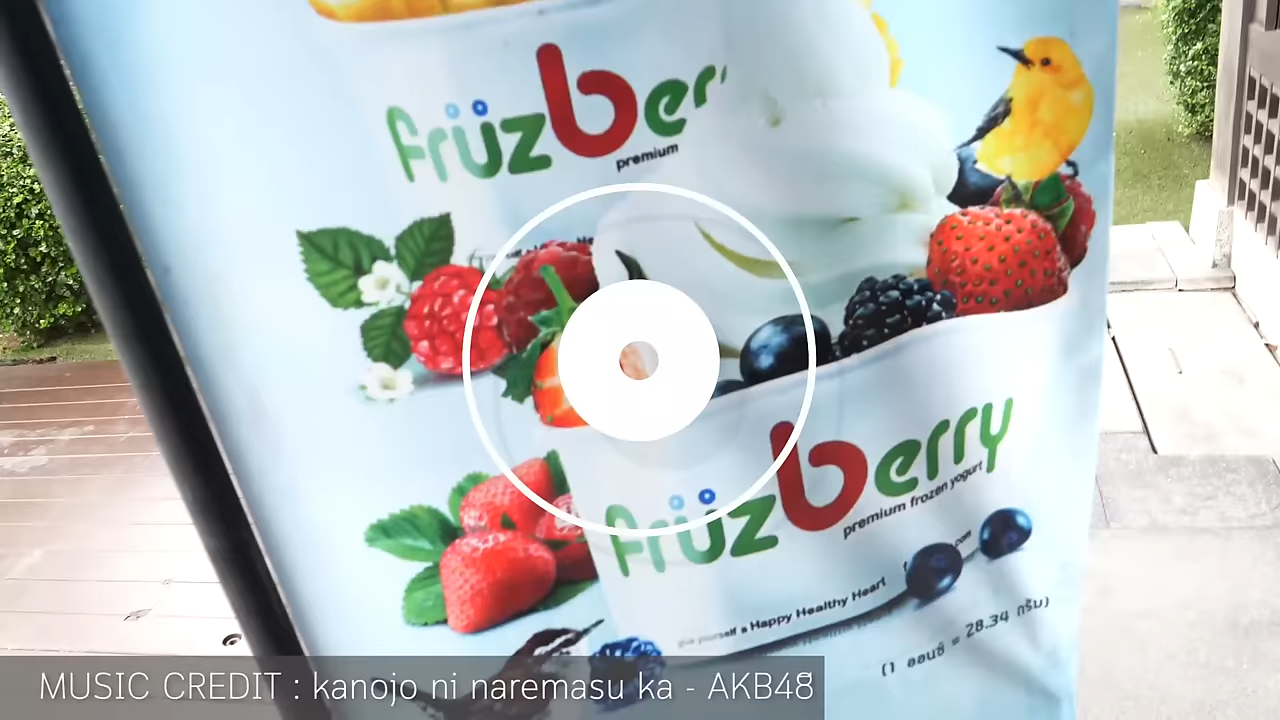 früzber
premium
früzberry
premium frozen yogurt
give yourself a Happy Healthy Heart
(1 ออนซ์ = 28.34 กรัม)
MUSIC CREDIT : kanojo ni naremasu ka - AKB48